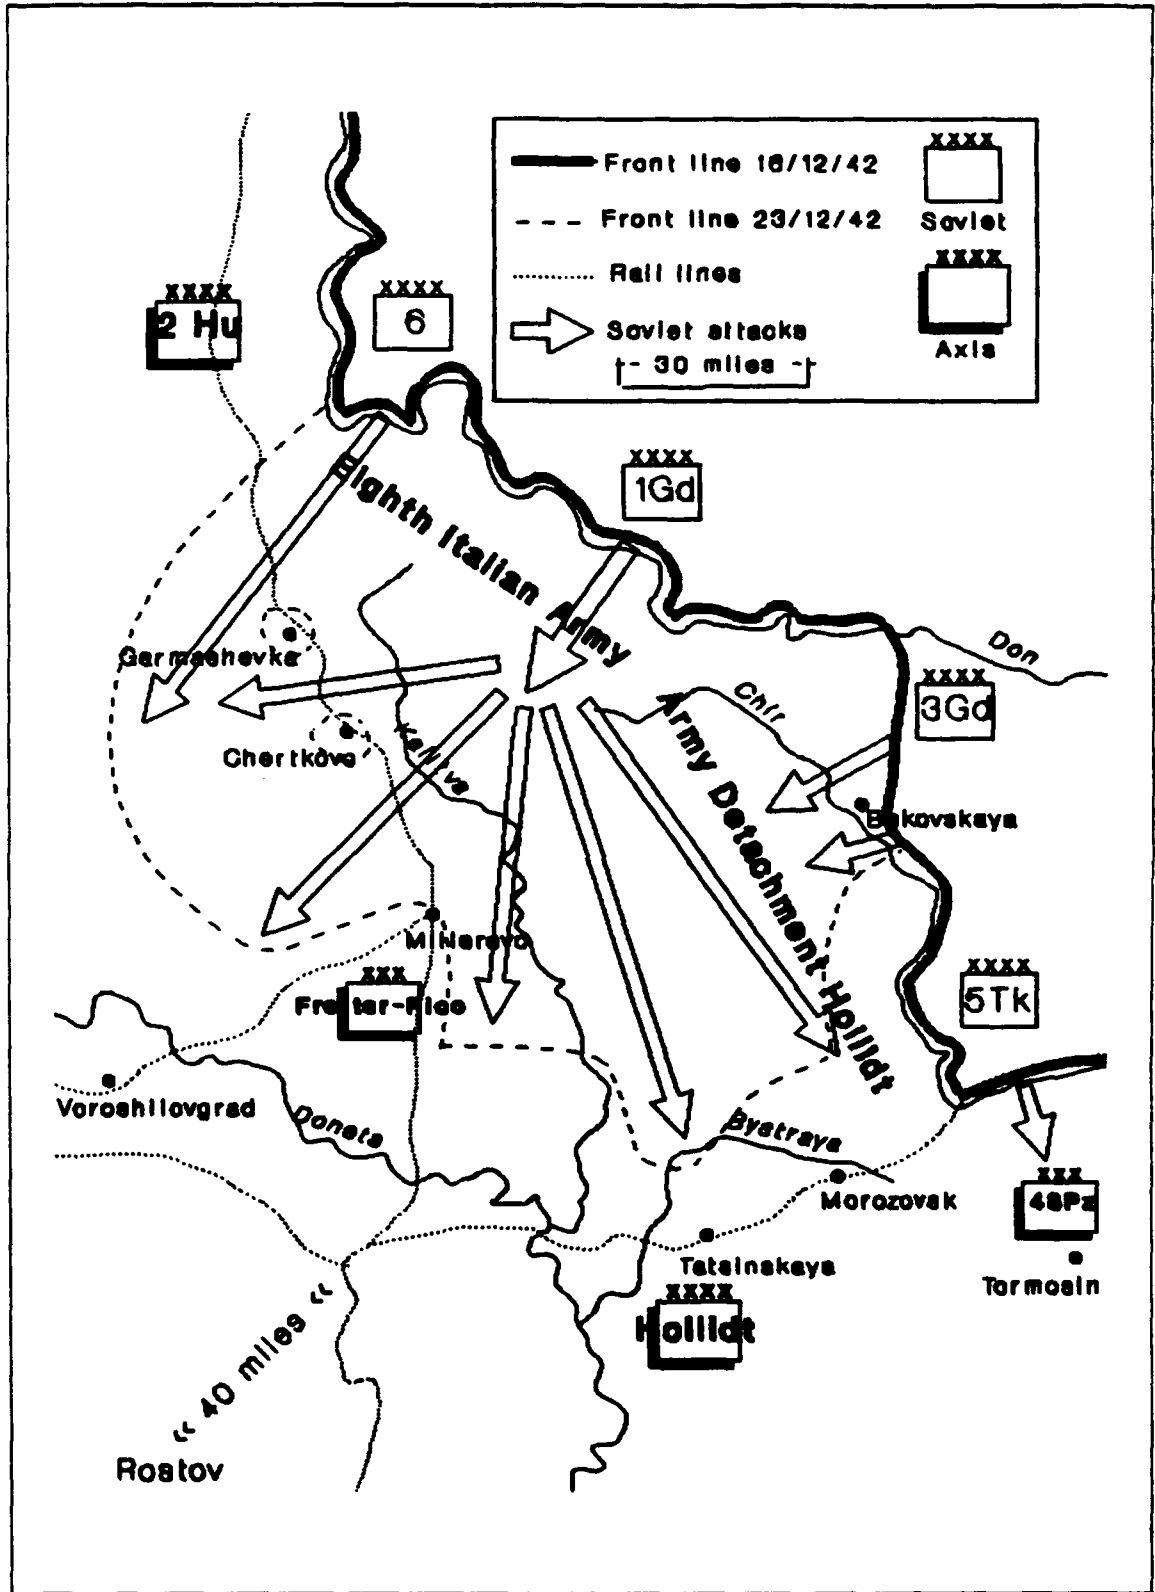 Front line 16/12/42
XXXX
Front line 23/12/42
Soviet
Rail lines
XXXX
Soviet attacks
Axis
30 miles
XXXX
2 Hu
XXXX
6
XXXX
1Gd
Eighth Italian Army
Don
XXXX
3Gd
Chir
Army Detachment Hollidt
Garmashevka
Chertkovo
Kalitva
Bokovskaya
Millerovo
XXX
Fretter-Pico
XXXX
5Tk
Voroshilovgrad
Donets
Bystraya
Morozovsk
XXX
48Pz
Tormosin
Tatsinskaya
XXXX
Hollidt
<< 40 miles <<
Rostov